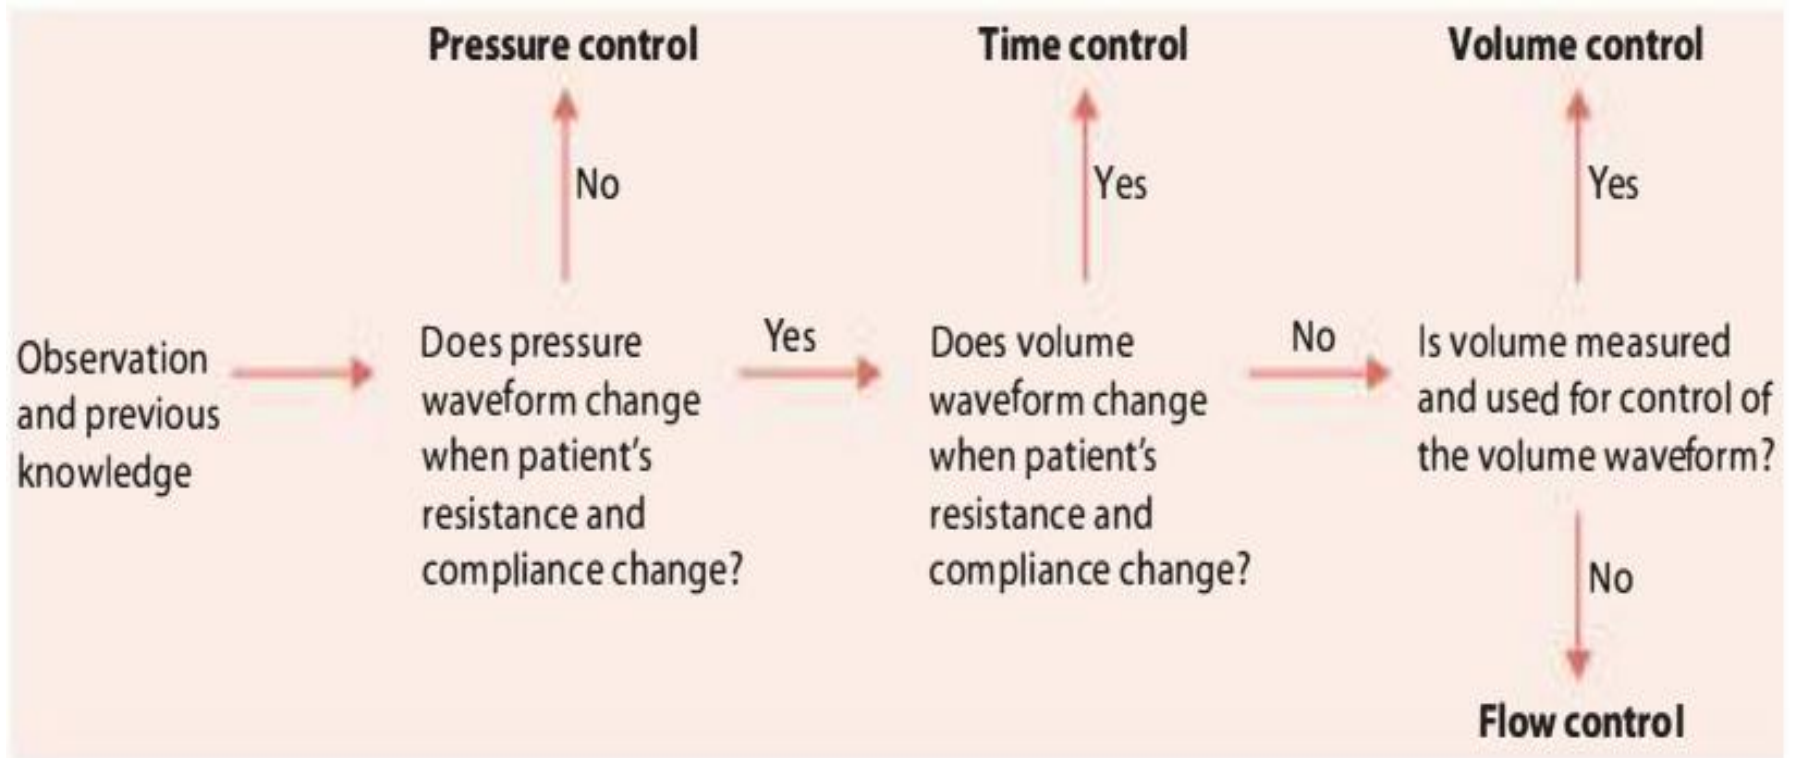 Pressure control
Time control
Volume control
No
Yes
Yes
Observation
and previous
knowledge
Does pressure
waveform change
when patient's
resistance and
compliance change?
Yes
Does volume
waveform change
when patient's
resistance and
compliance change?
No
Is volume measured
and used for control of
the volume waveform?
No
Flow control